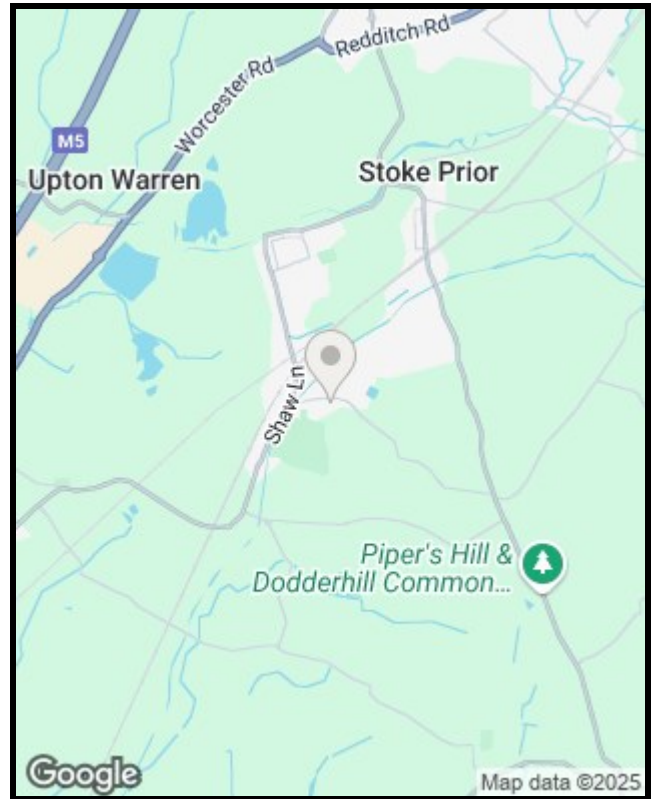 Redditch Rd
Worcester Rd
M5
Upton Warren
Stoke Prior
Shaw Ln
Piper's Hill &
Dodderhill Common...
Google
Map data ©2025